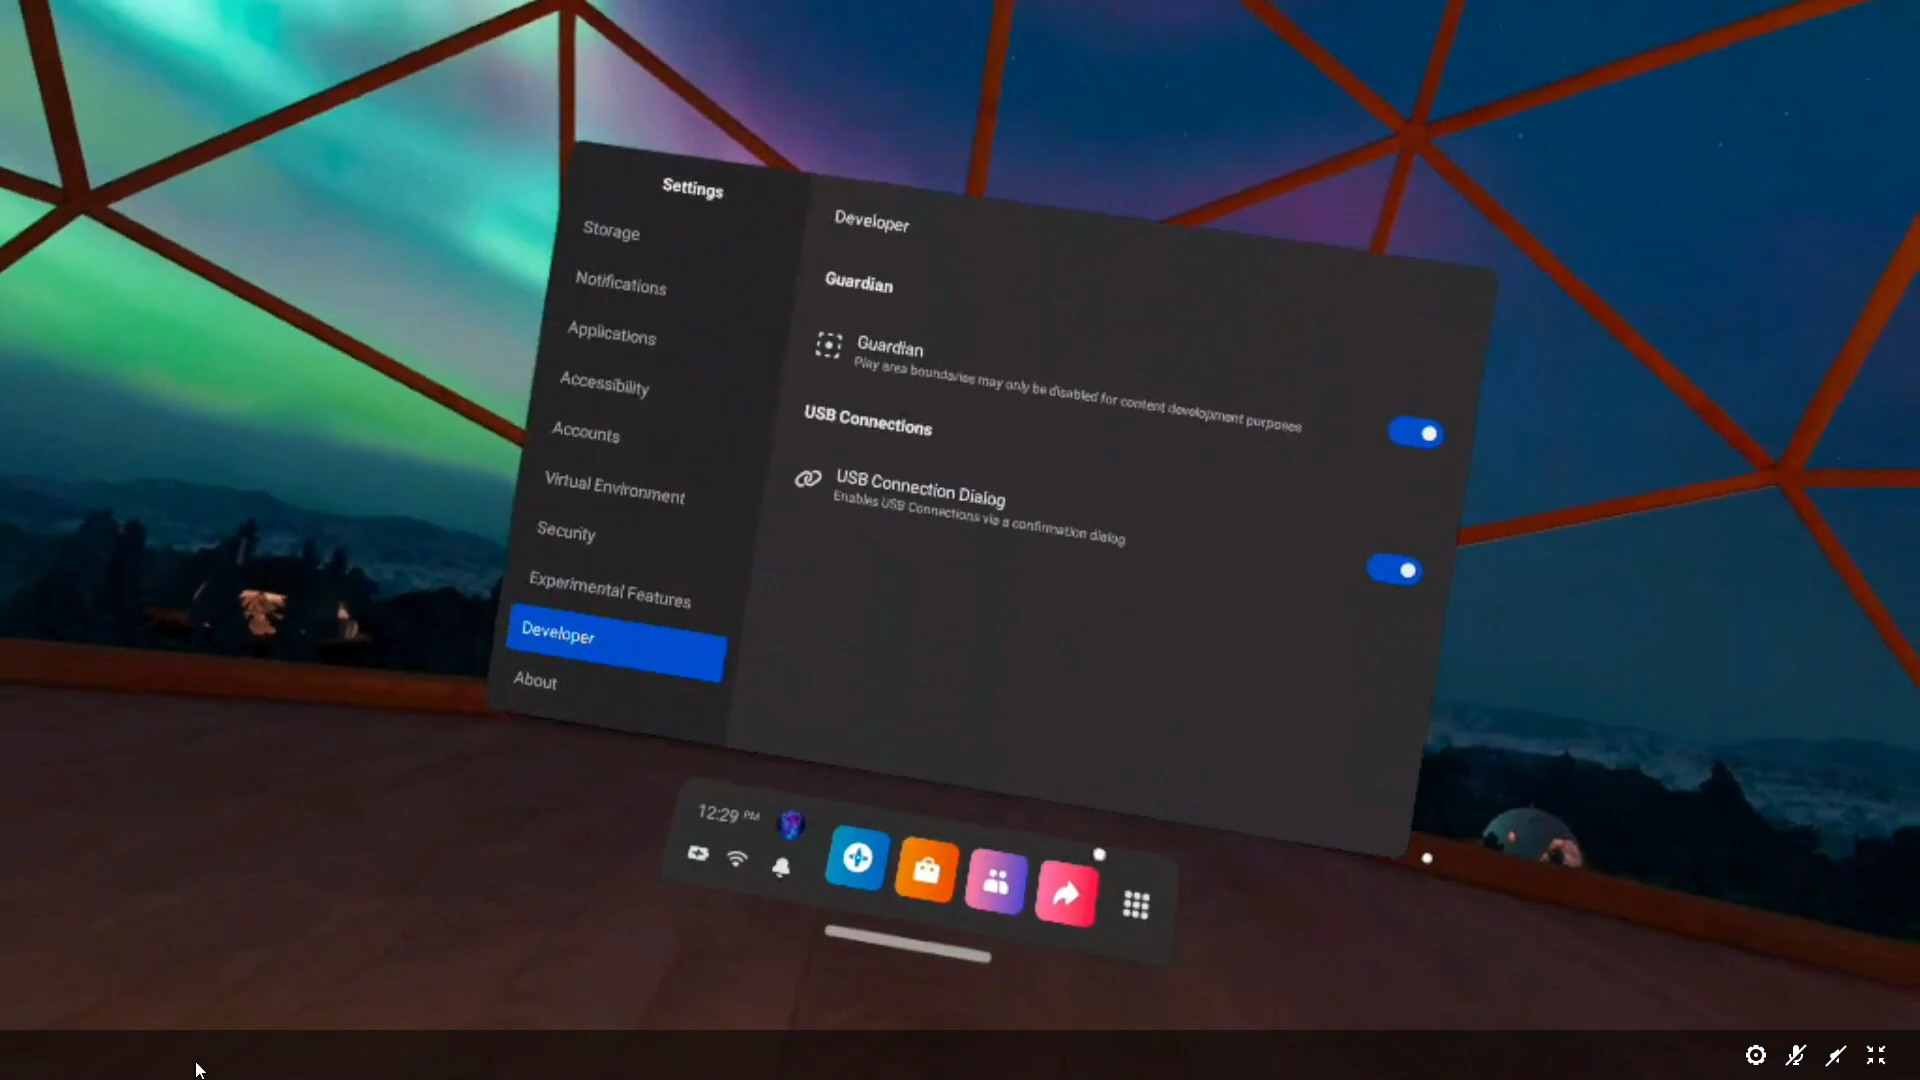 Settings
Storage
Notifications
Applications
Accessibility
Accounts
Virtual Environment
Security
Experimental Features
Developer
About
Developer
Guardian
Guardian
Play area boundaries may only be disabled for content development purposes
USB Connections
USB Connection Dialog
Enables USB Connections via a confirmation dialog
12:29 PM